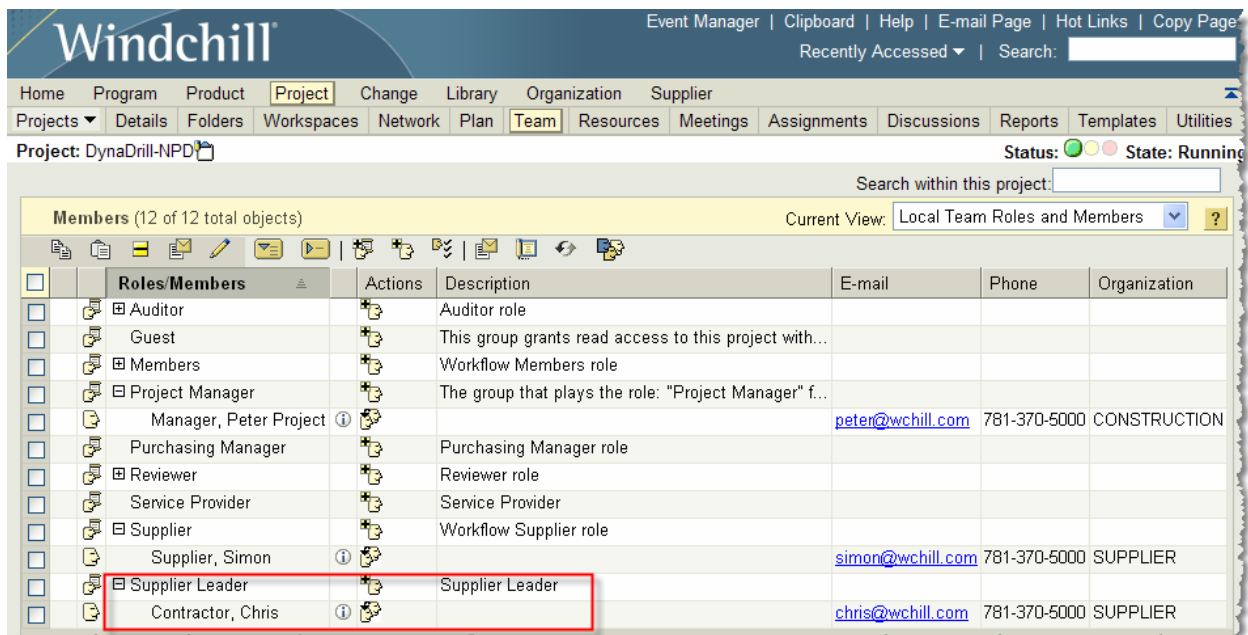 Event Manager | Clipboard | Help | E-mail Page | Hot Links | Copy Page
Windchill
Recently Accessed ▾ | Search:
Home Program Product Project Change Library Organization Supplier
Projects ▾ Details Folders Workspaces Network Plan Team Resources Meetings Assignments Discussions Reports Templates Utilities
Project: DynaDrill-NPD Status: State: Running
Search within this project:
Members (12 of 12 total objects) Current View: Local Team Roles and Members ?
Roles/Members Actions Description E-mail Phone Organization
Auditor Auditor role
Guest This group grants read access to this project with...
Members Workflow Members role
Project Manager The group that plays the role: "Project Manager" f...
Manager, Peter Project peter@wchill.com 781-370-5000 CONSTRUCTION
Purchasing Manager Purchasing Manager role
Reviewer Reviewer role
Service Provider Service Provider
Supplier Workflow Supplier role
Supplier, Simon simon@wchill.com 781-370-5000 SUPPLIER
Supplier Leader Supplier Leader
Contractor, Chris chris@wchill.com 781-370-5000 SUPPLIER